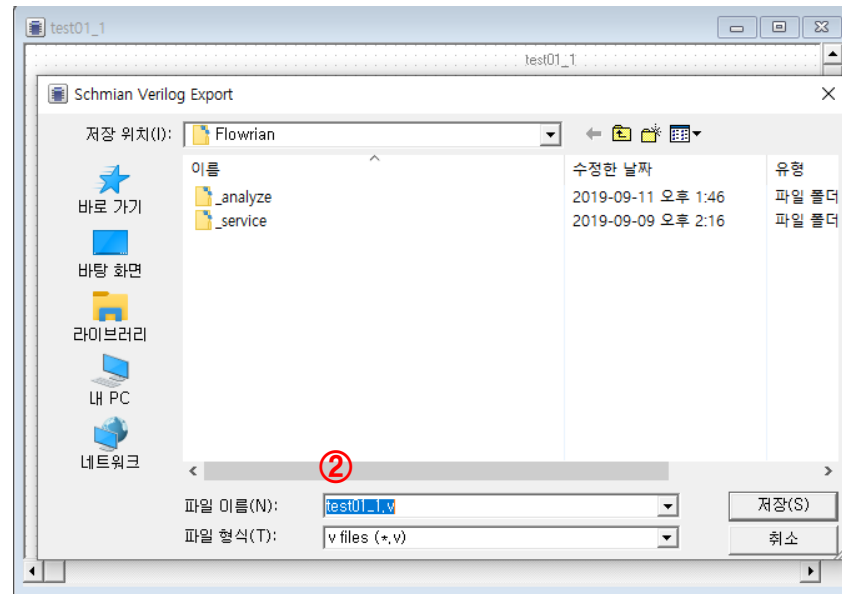 test01_1
test01_1
Schmian Verilog Export
저장 위치(I): Flowrian
이름 수정한 날짜 유형
_analyze 2019-09-11 오후 1:46 파일 폴더
_service 2019-09-09 오후 2:16 파일 폴더
바로 가기
바탕 화면
라이브러리
내 PC
네트워크
②
파일 이름(N): test01_1.v 저장(S)
파일 형식(T): v files (*.v) 취소